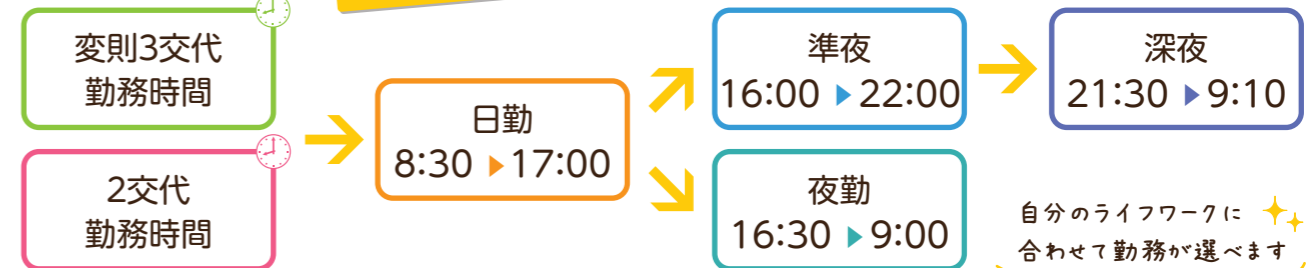 変則3交代
勤務時間
2交代
勤務時間
日勤
8:30 ▶ 17:00
準夜
16:00 ▶ 22:00
深夜
21:30 ▶ 9:10
夜勤
16:30 ▶ 9:00
自分のライフワークに
合わせて勤務が選べます